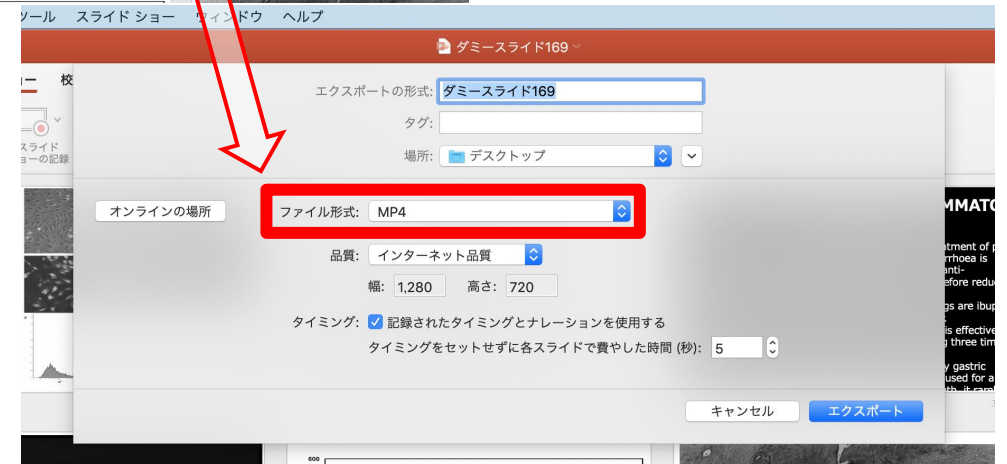 ツール スライド ショー ウィンドウ ヘルプ
ダミースライド169
校
エクスポートの形式: ダミースライド169
タグ:
スライド
ショーの記録
場所: デスクトップ
オンラインの場所
ファイル形式: MP4
品質: インターネット品質
幅: 1,280 高さ: 720
タイミング: 記録されたタイミングとナレーションを使用する
タイミングをセットせずに各スライドで費やした時間 (秒): 5
キャンセル エクスポート
MMATO
tment of p
rrhoea is
anti-
efore redu
gs are ibup
is effective
three tim
y gastric
used for a
600